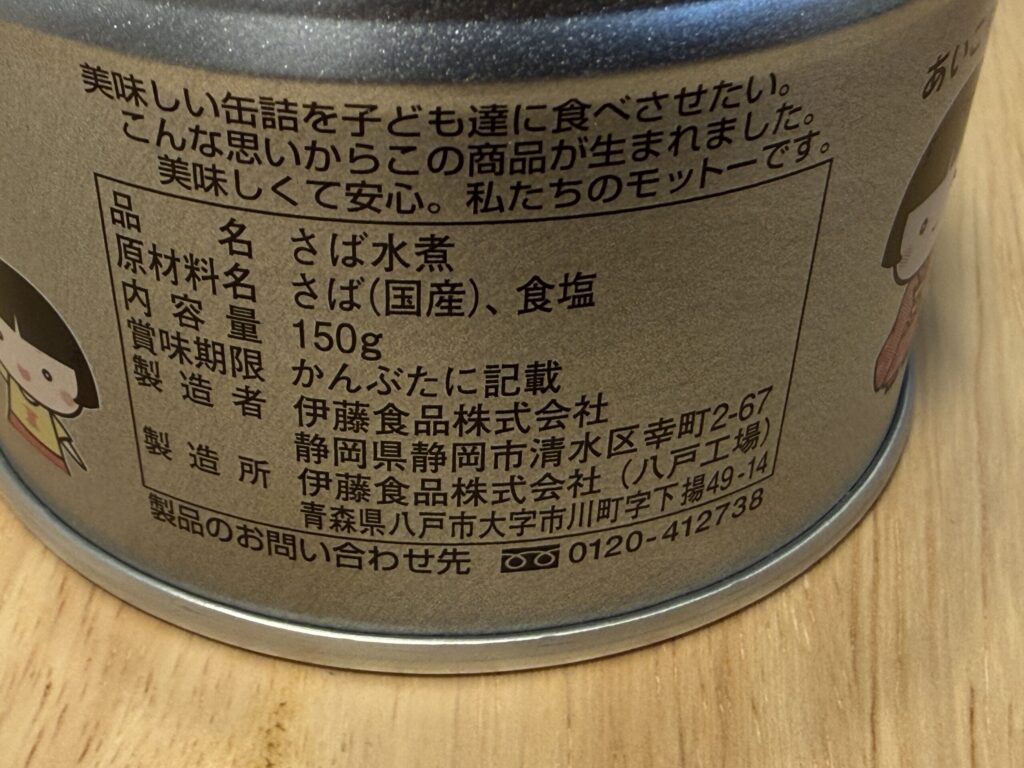 美味しい缶詰を子ども達に食べさせたい。
こんな思いからこの商品が生まれました。
美味しくて安心。私たちのモットーです。
品名 さば水煮
原材料名 さば(国産)、食塩
内容量 150g
賞味期限 かんぶたに記載
製造者 伊藤食品株式会社
静岡県静岡市清水区幸町2-67
製造所 伊藤食品株式会社(八戸工場)
青森県八戸市大字市川町字下揚49-14
製品のお問い合わせ先 0120-412738
あいこ